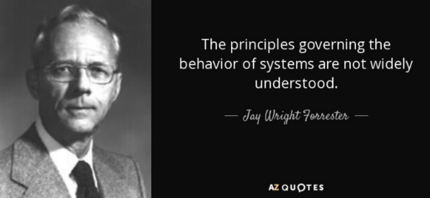 The principles governing the
behavior of systems are not widely
understood.
— Jay Wright Forrester —
AZ QUOTES